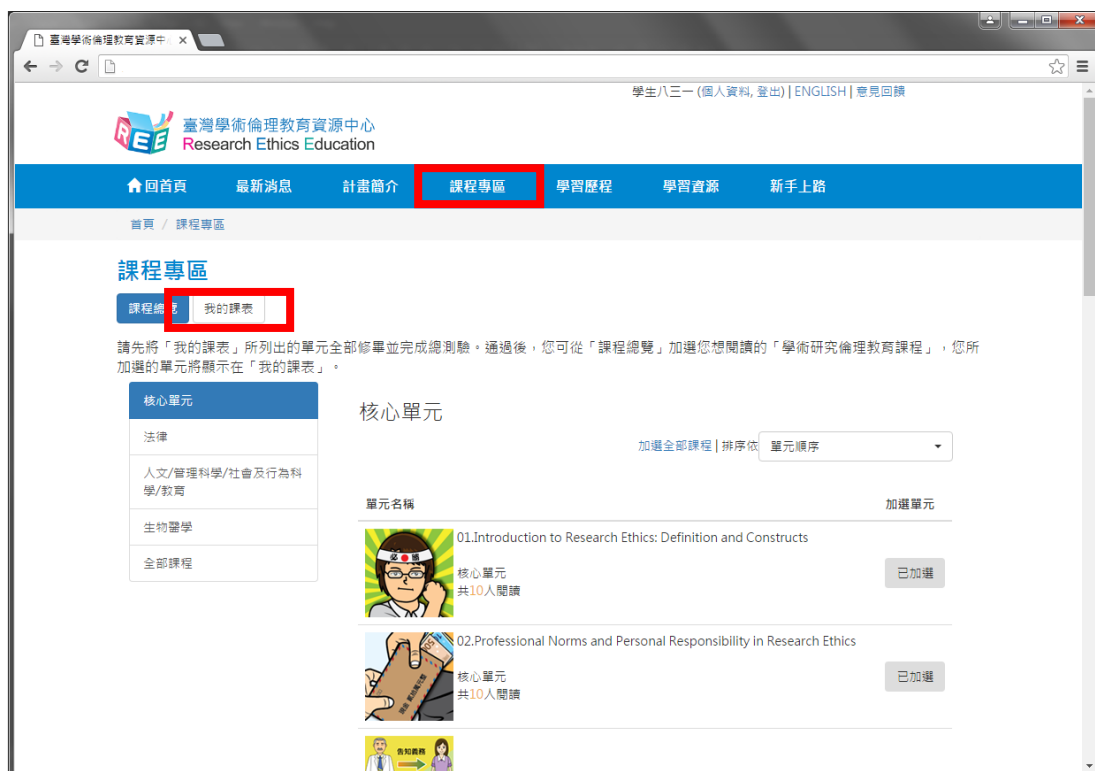 臺灣學術倫理教育資源中
學生八三一 (個人資料, 登出) | ENGLISH | 意見回饋
REE
臺灣學術倫理教育資源中心
Research Ethics Education
回首頁 最新消息 計畫簡介 課程專區 學習歷程 學習資源 新手上路
首頁 / 課程專區
課程專區
課程總覽 我的課表
請先將「我的課表」所列出的單元全部修畢並完成總測驗。通過後，您可從「課程總覽」加選您想閱讀的「學術研究倫理教育課程」，您所
加選的單元將顯示在「我的課表」。
核心單元
法律
人文/管理科學/社會及行為科
學/教育
生物醫學
全部課程
核心單元
加選全部課程 | 排序依 單元順序
單元名稱 加選單元
01.Introduction to Research Ethics: Definition and Constructs
必 勝
核心單元
共10人閱讀
已加選
02.Professional Norms and Personal Responsibility in Research Ethics
核心單元
共10人閱讀
已加選
告知義務